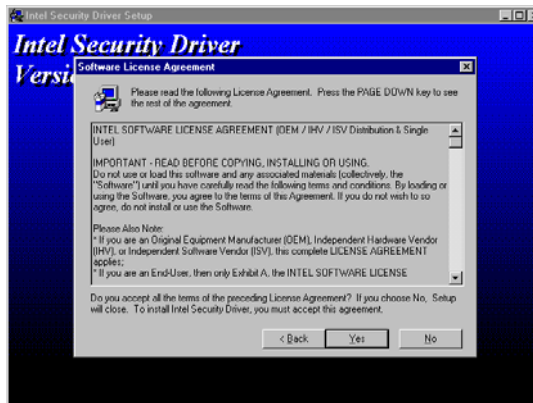 Intel Security Driver Setup
Intel Security Driver
Versi
Software License Agreement
Please read the following License Agreement. Press the PAGE DOWN key to see
the rest of the agreement.
INTEL SOFTWARE LICENSE AGREEMENT (OEM / IHV / ISV Distribution & Single
User)
IMPORTANT - READ BEFORE COPYING, INSTALLING OR USING.
Do not use or load this software and any associated materials (collectively, the
"Software") until you have carefully read the following terms and conditions. By loading or
using the Software, you agree to the terms of this Agreement. If you do not wish to so
agree, do not install or use the Software.
Please Also Note:
* If you are an Original Equipment Manufacturer (OEM), Independent Hardware Vendor
(IHV), or Independent Software Vendor (ISV), this complete LICENSE AGREEMENT
applies;
* If you are an End-User, then only Exhibit A, the INTEL SOFTWARE LICENSE
Do you accept all the terms of the preceding License Agreement? If you choose No, Setup
will close. To install Intel Security Driver, you must accept this agreement.
< Back Yes No